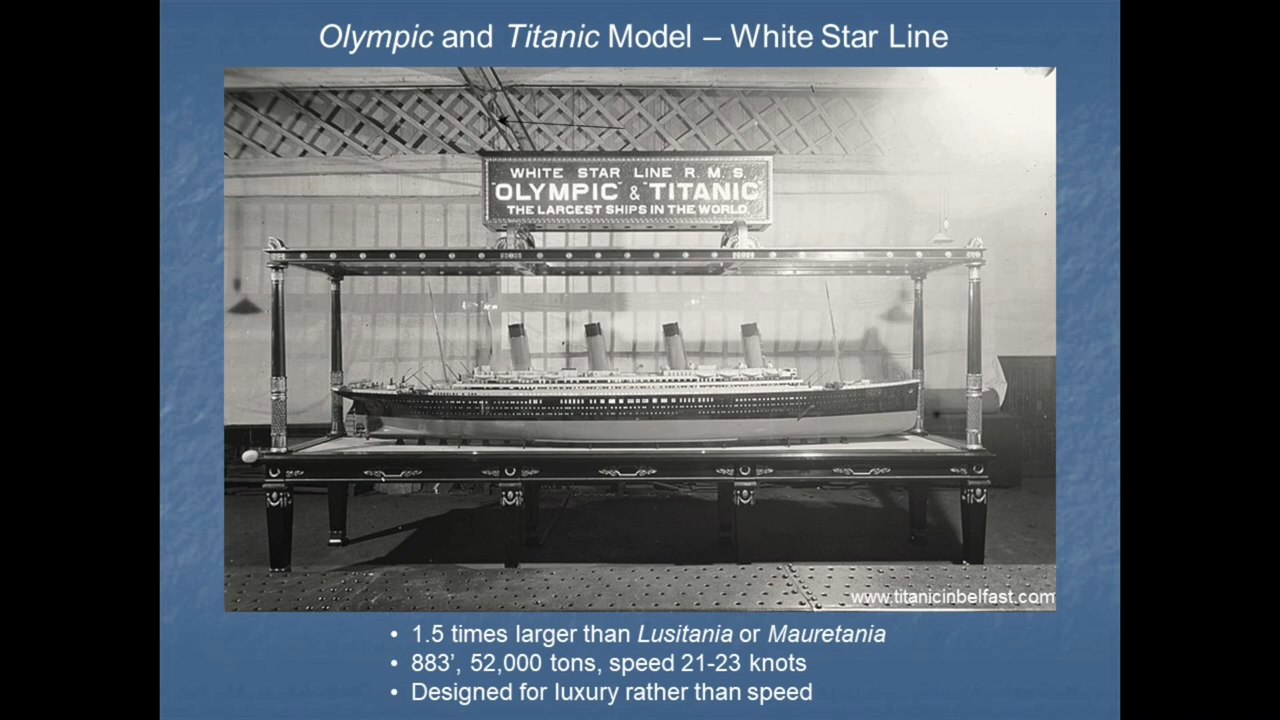 Olympic and Titanic Model – White Star Line
WHITE STAR LINE R. M. S.
"OLYMPIC" & "TITANIC"
THE LARGEST SHIPS IN THE WORLD.
www.titanicinbelfast.com
• 1.5 times larger than Lusitania or Mauretania
• 883’, 52,000 tons, speed 21-23 knots
• Designed for luxury rather than speed